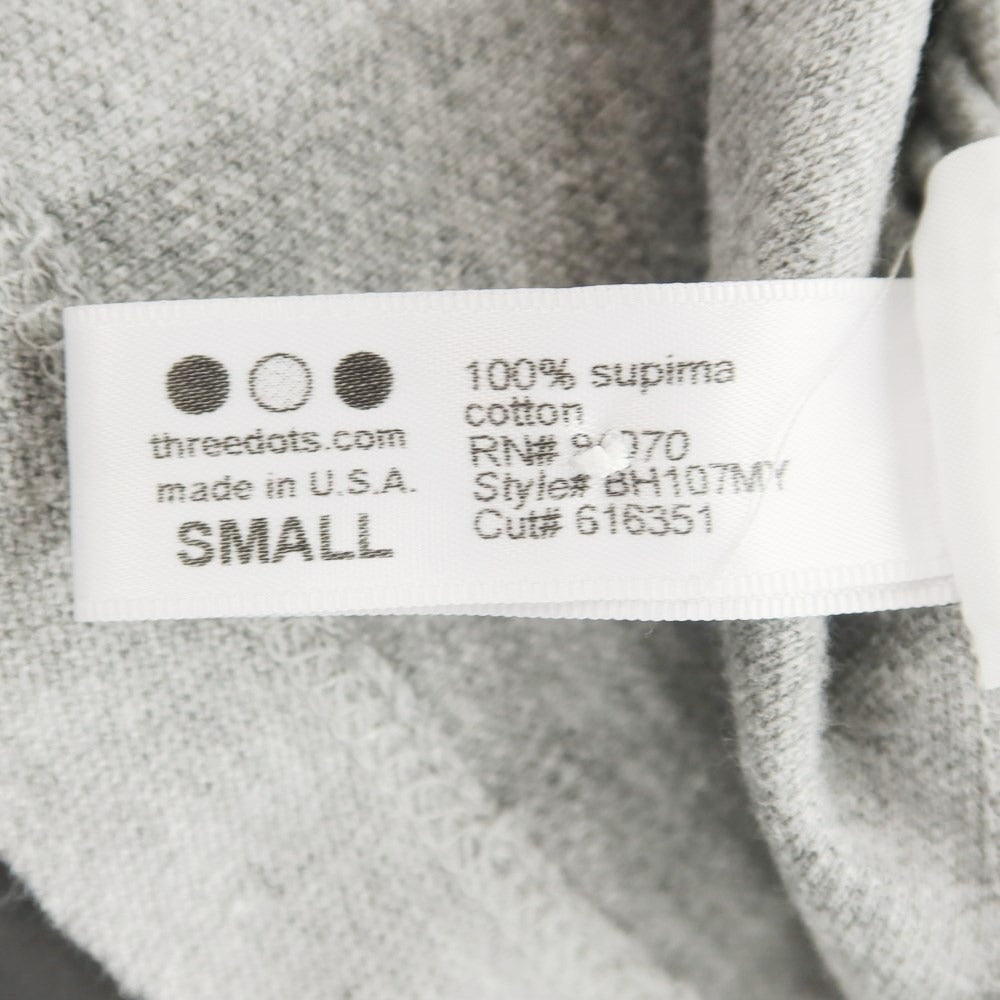 threedots.com
made in U.S.A.
SMALL
100% supima
cotton
RN#
Style# BH107MY
Cut# 616351